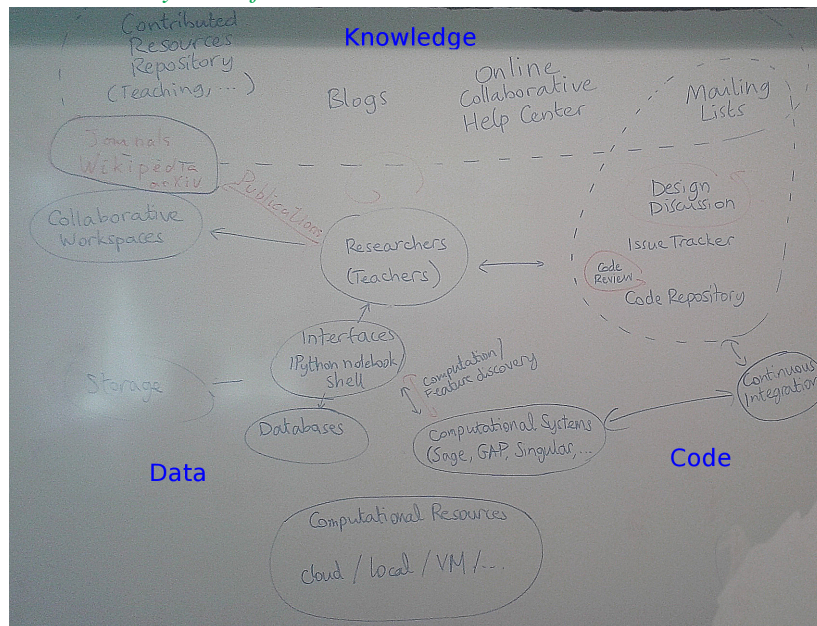 Contributed
Resources
Repository
(Teaching, ...)
Knowledge
Blogs
Online
Collaborative
Help Center
Mailing
Lists
Journals
Wikipedia
arXiv
Publications
Collaborative
Workspaces
Researchers
(Teachers)
Design
Discussion
Issue Tracker
Code
Review
Code Repository
Interfaces
IPython notebook
shell
Computation/
Feature discovery
Storage
Databases
Computational Systems
(Sage, GAP, Singular, ...
Continuous
Integration
Data
Code
Computational Resources
cloud / local / VM / ...